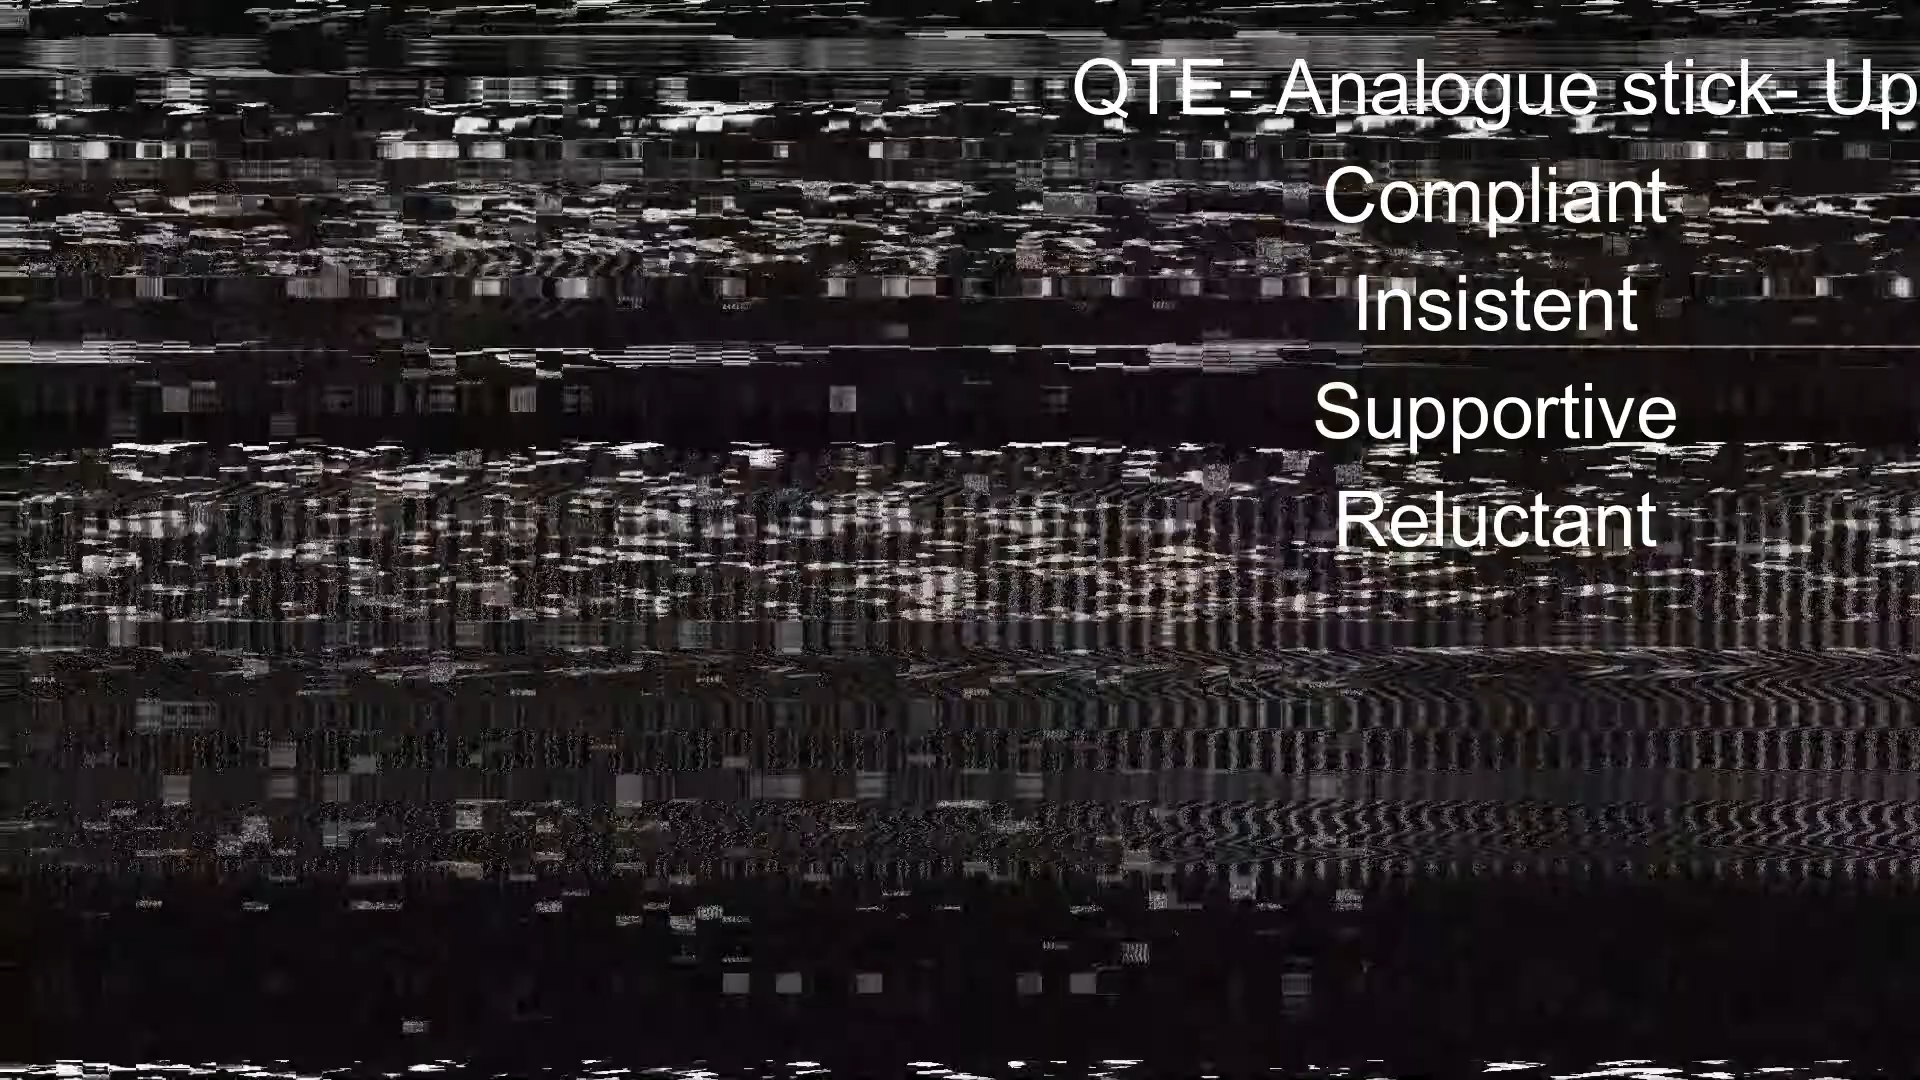 QTE- Analogue stick- Up
Compliant
Insistent
Supportive
Reluctant